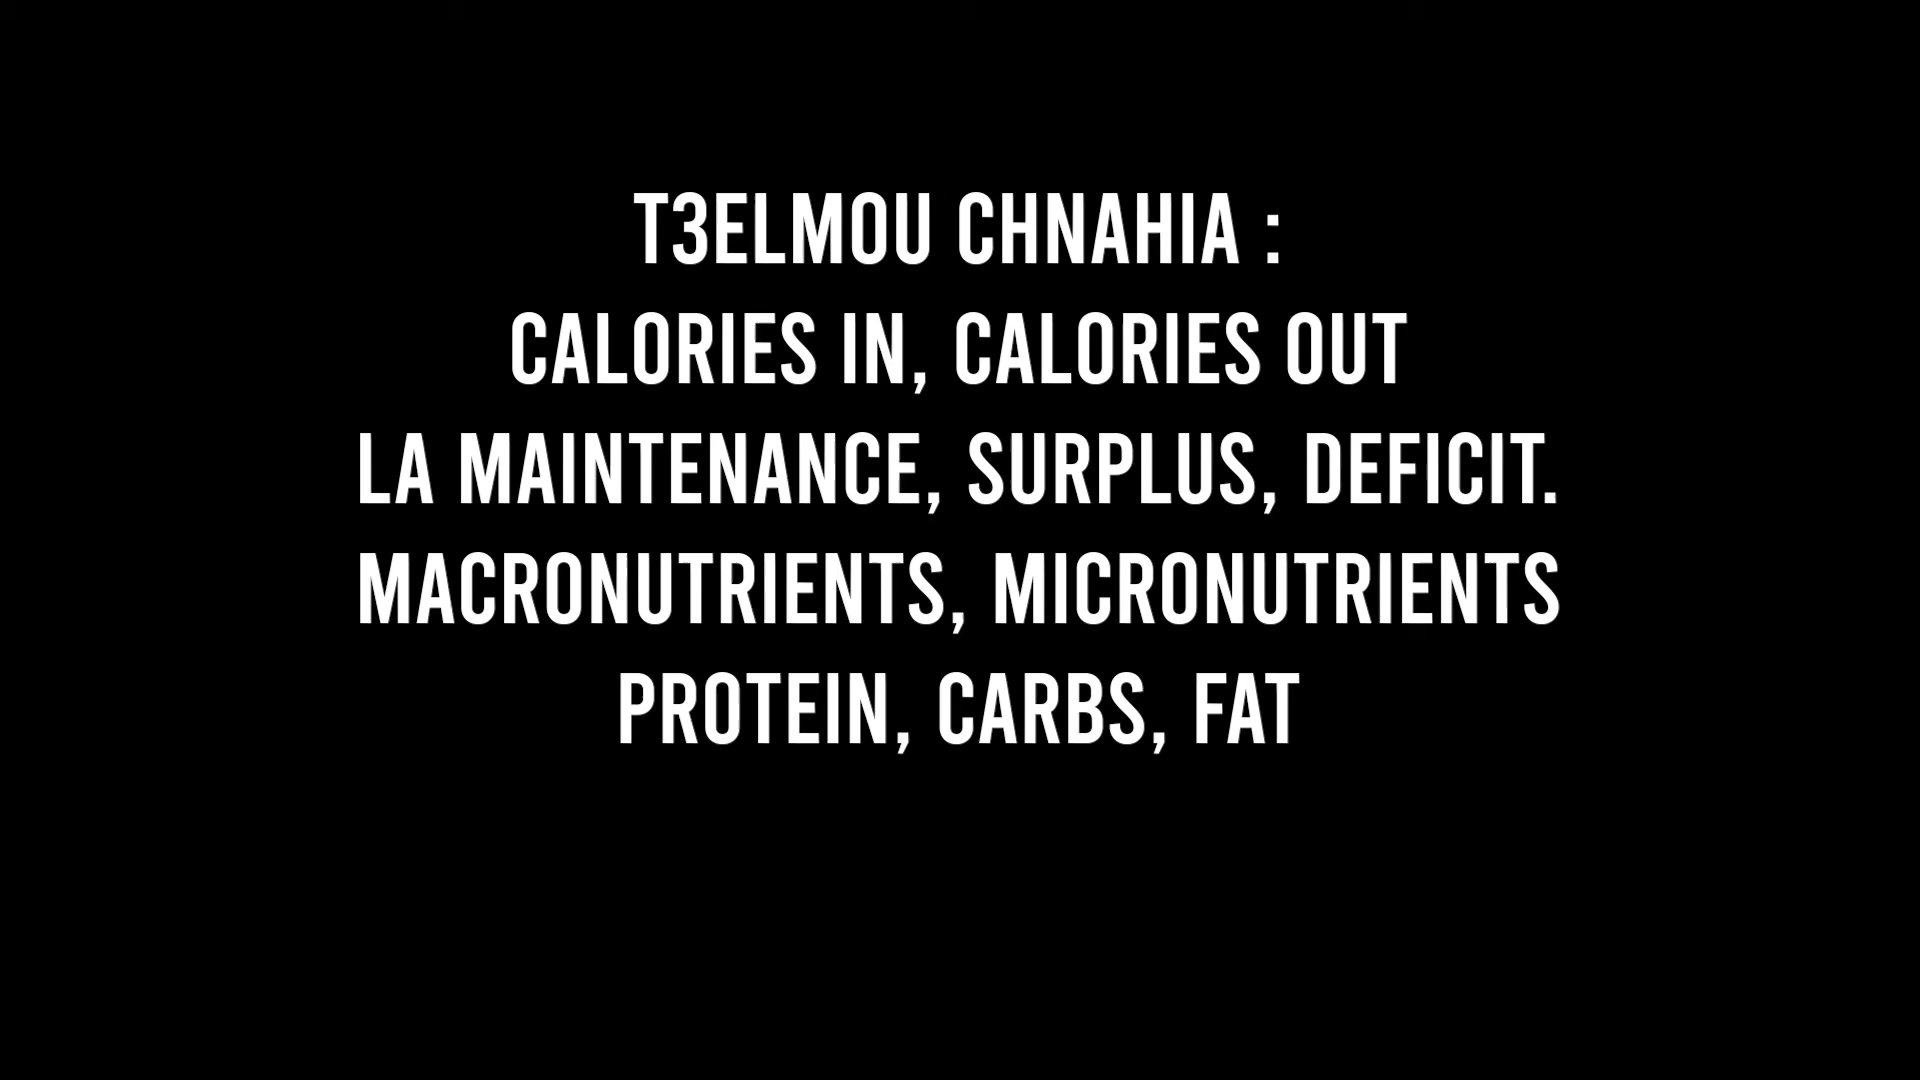 T3ELMOU CHNAHIA :
CALORIES IN, CALORIES OUT
LA MAINTENANCE, SURPLUS, DEFICIT.
MACRONUTRIENTS, MICRONUTRIENTS
PROTEIN, CARBS, FAT